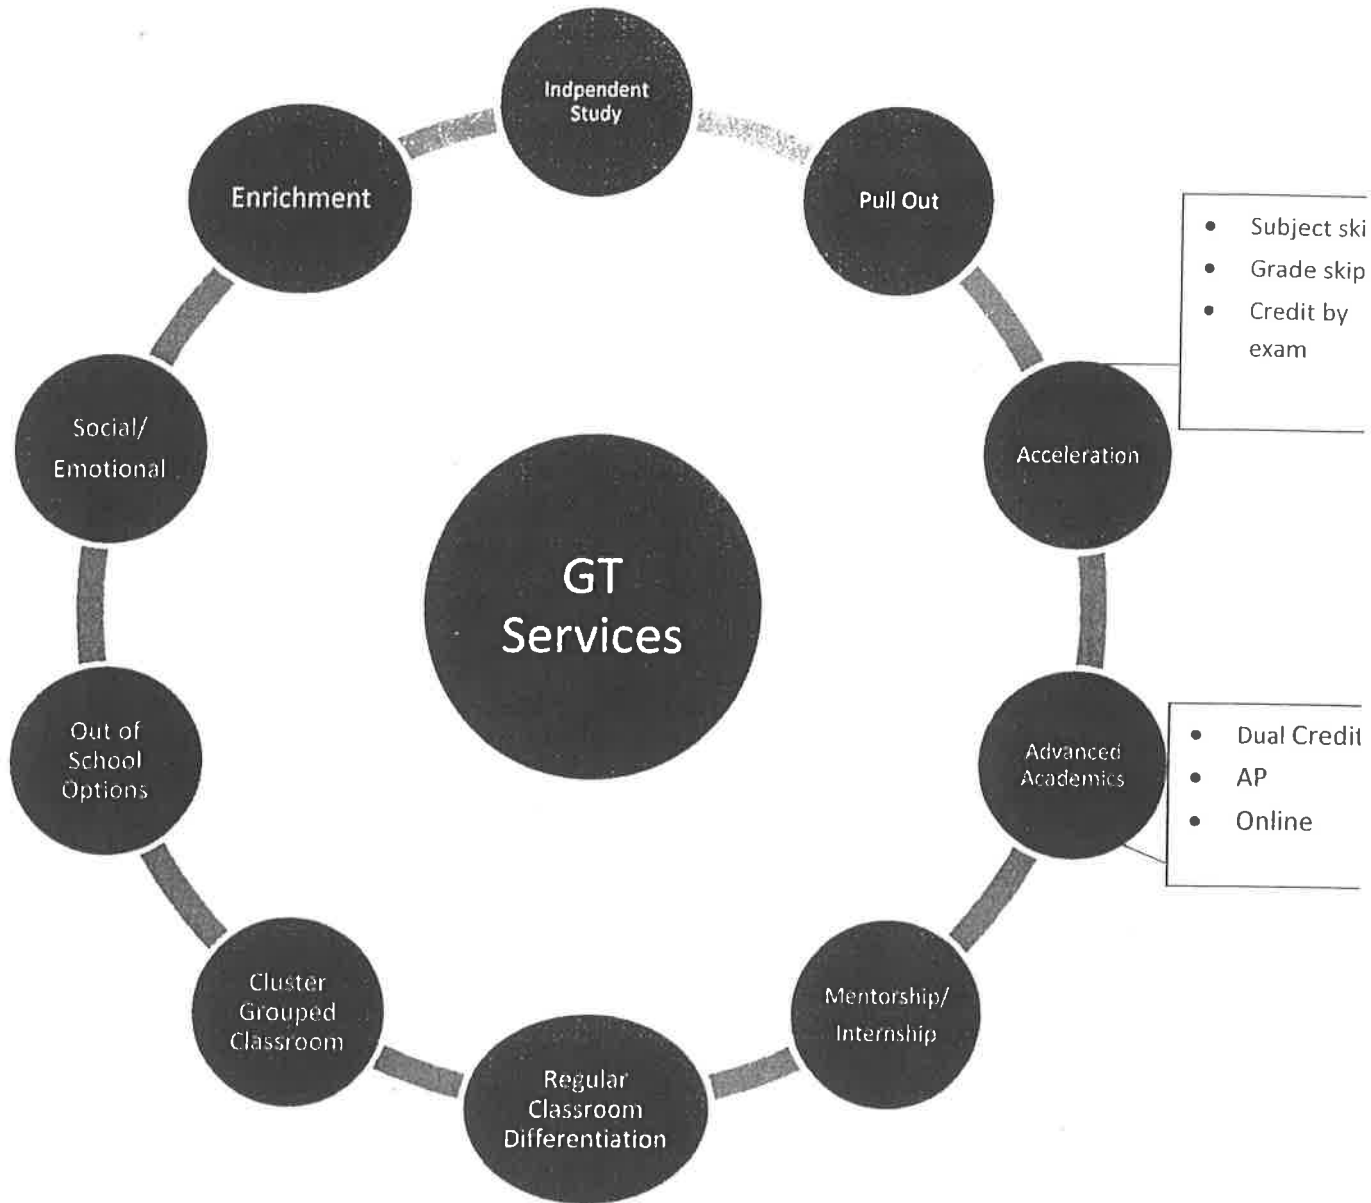 Indpendent
Study
Pull Out
• Subject ski
• Grade skip
• Credit by
exam
Acceleration
Advanced
Academics
• Dual Credit
• AP
• Online
Mentorship/
Internship
Regular
Classroom
Differentiation
Cluster
Grouped
Classroom
Out of
School
Options
Social/
Emotional
Enrichment
GT
Services